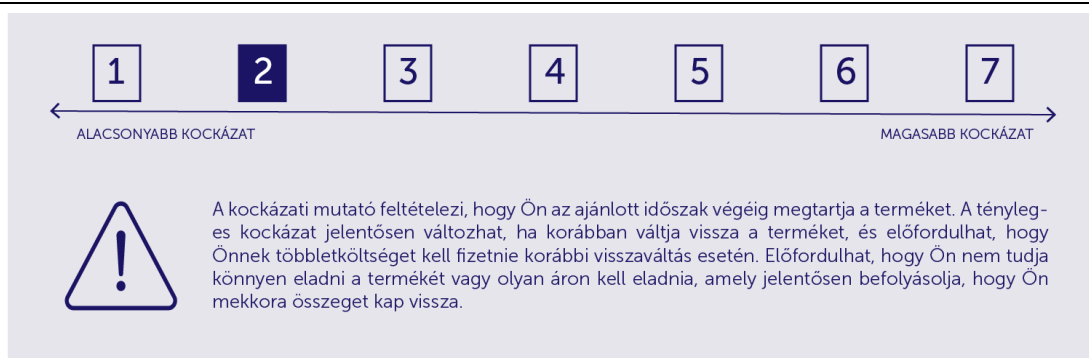 1 2 3 4 5 6 7
ALACSONYABB KOCKÁZAT MAGASABB KOCKÁZAT
A kockázati mutató feltételezi, hogy Ön az ajánlott időszak végéig megtartja a terméket. A tényleg-
es kockázat jelentősen változhat, ha korábban váltja vissza a terméket, és előfordulhat, hogy
Önnek többletköltséget kell fizetnie korábbi visszaváltás esetén. Előfordulhat, hogy Ön nem tudja
könnyen eladni a termékét vagy olyan áron kell eladnia, amely jelentősen befolyásolja, hogy Ön
mekkora összeget kap vissza.